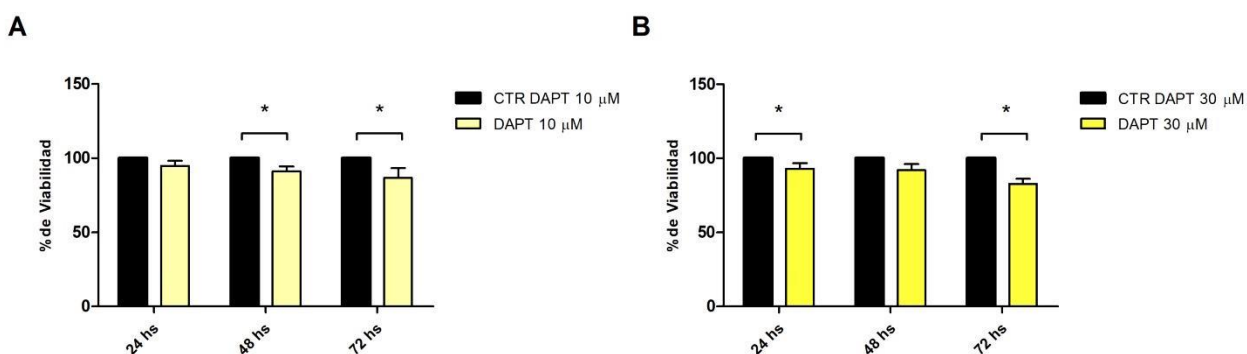 A
150
100
50
0
% de Viabilidad
*
*
24 hs
48 hs
72 hs
CTR DAPT 10 μM
DAPT 10 μM
B
150
100
50
0
% de Viabilidad
*
*
24 hs
48 hs
72 hs
CTR DAPT 30 μM
DAPT 30 μM